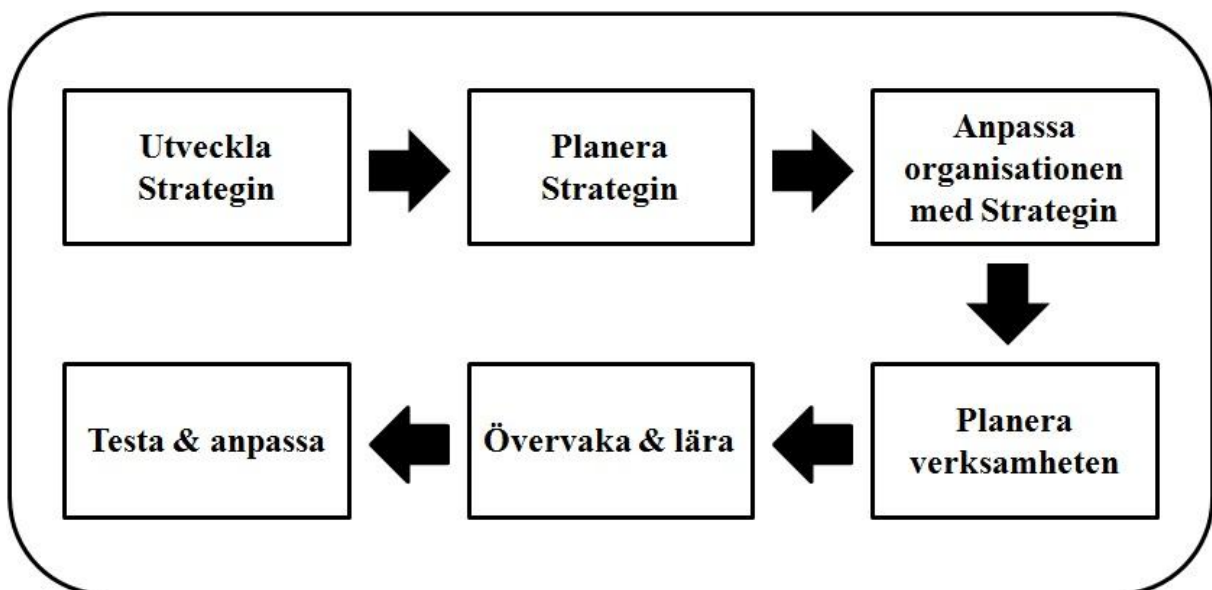 Utveckla
Strategin
Planera
Strategin
Anpassa
organisationen
med Strategin
Planera
verksamheten
Övervaka & lära
Testa & anpassa